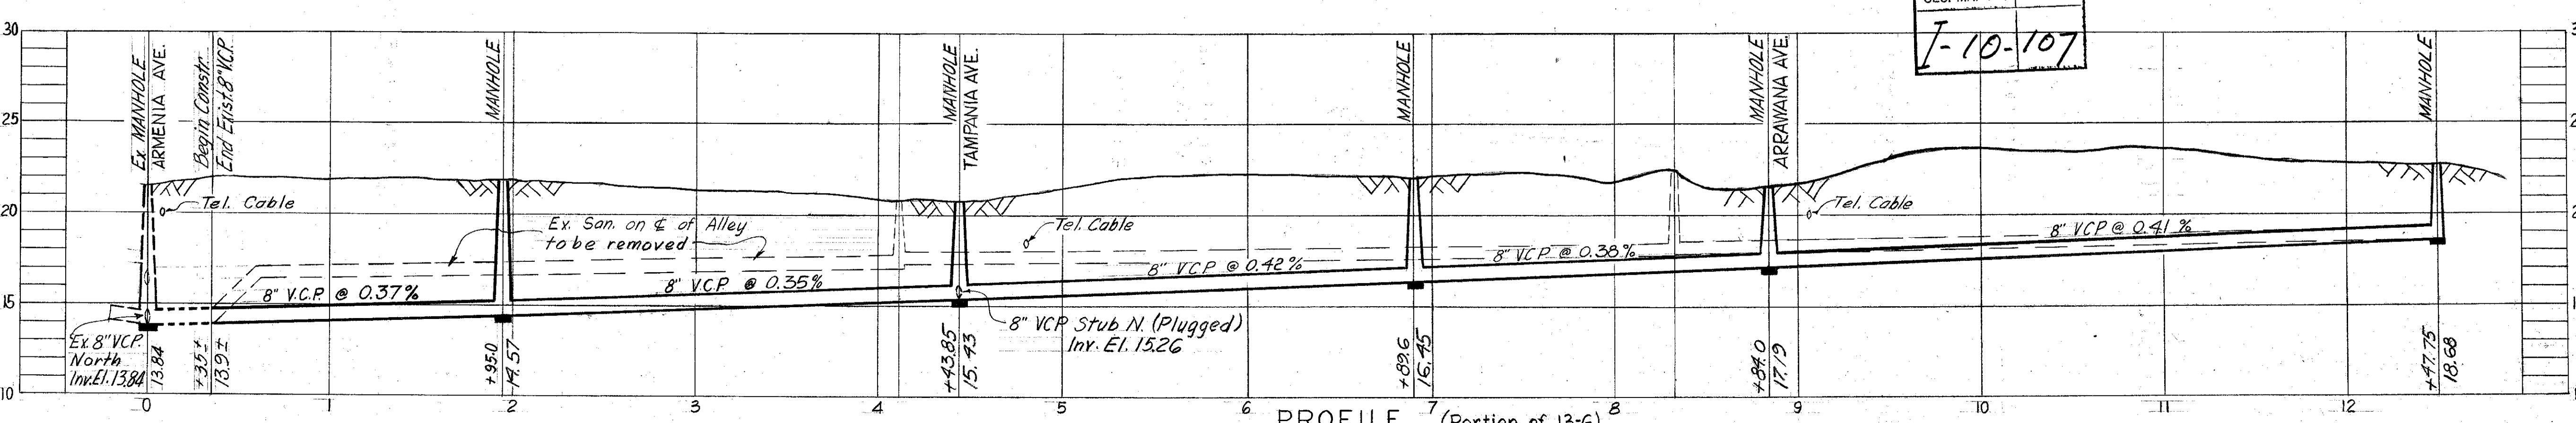 I-10-107
30
25
20
15
10
Ex. MANHOLE
ARMENIA AVE.
Begin Constr.
End Exist. 8" V.C.P.
MANHOLE
MANHOLE
TAMPANIA AVE.
MANHOLE
MANHOLE
ARRAWANA AVE.
MANHOLE
Tel. Cable
Ex. San. on ℄ of Alley
to be removed
Tel. Cable
Tel. Cable
8" V.C.P. @ 0.37%
8" V.C.P. @ 0.35%
8" V.C.P. @ 0.42%
8" V.C.P. @ 0.38%
8" V.C.P. @ 0.41%
8" VCP Stub N. (Plugged)
Inv. El. 15.26
Ex. 8" VCP.
North
Inv. El. 13.84
13.84
+35±
13.9±
+95.0
14.57
+43.85
15.43
+89.6
16.45
+84.0
17.19
+47.75
18.68
0 1 2 3 4 5 6 7 8 9 10 11 12
PROFILE (Portion of 13-G)